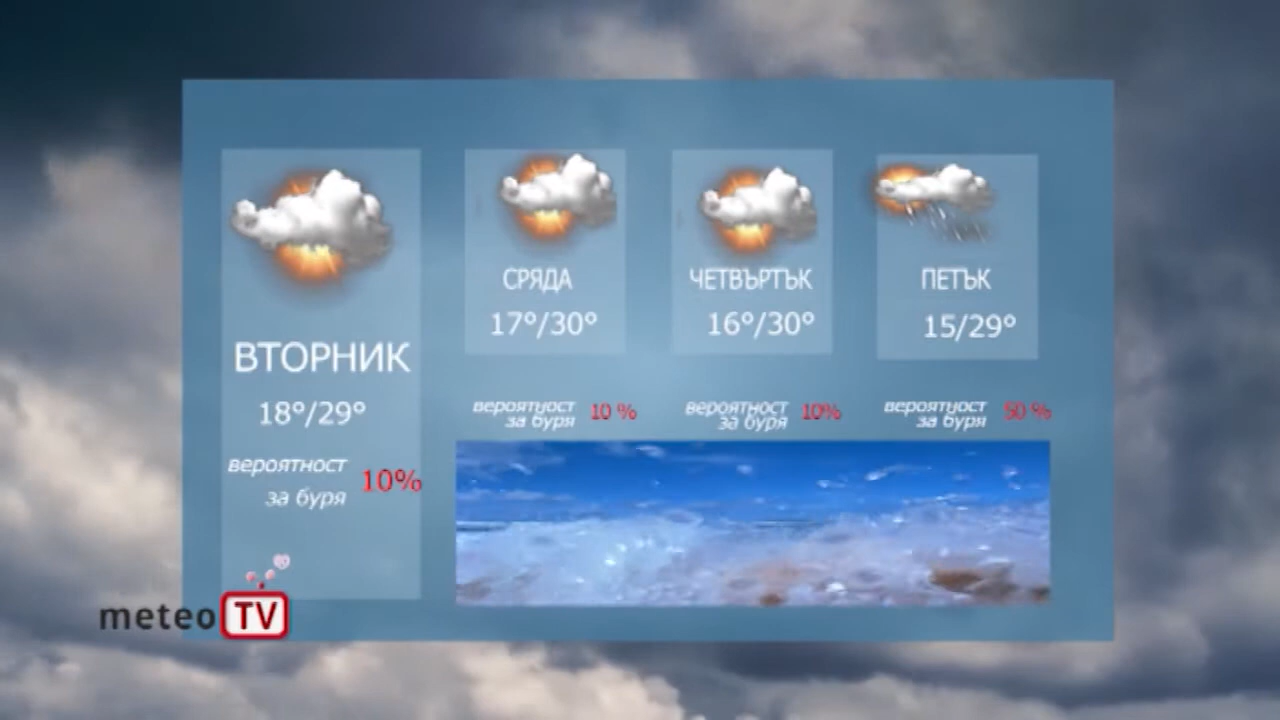 ВТОРНИК
18°/29°
вероятност
за буря
10%
СРЯДА
17°/30°
вероятност
за буря
10 %
ЧЕТВЪРТЪК
16°/30°
вероятност
за буря
10%
ПЕТЪК
15/29°
вероятност
за буря
50 %
meteo TV